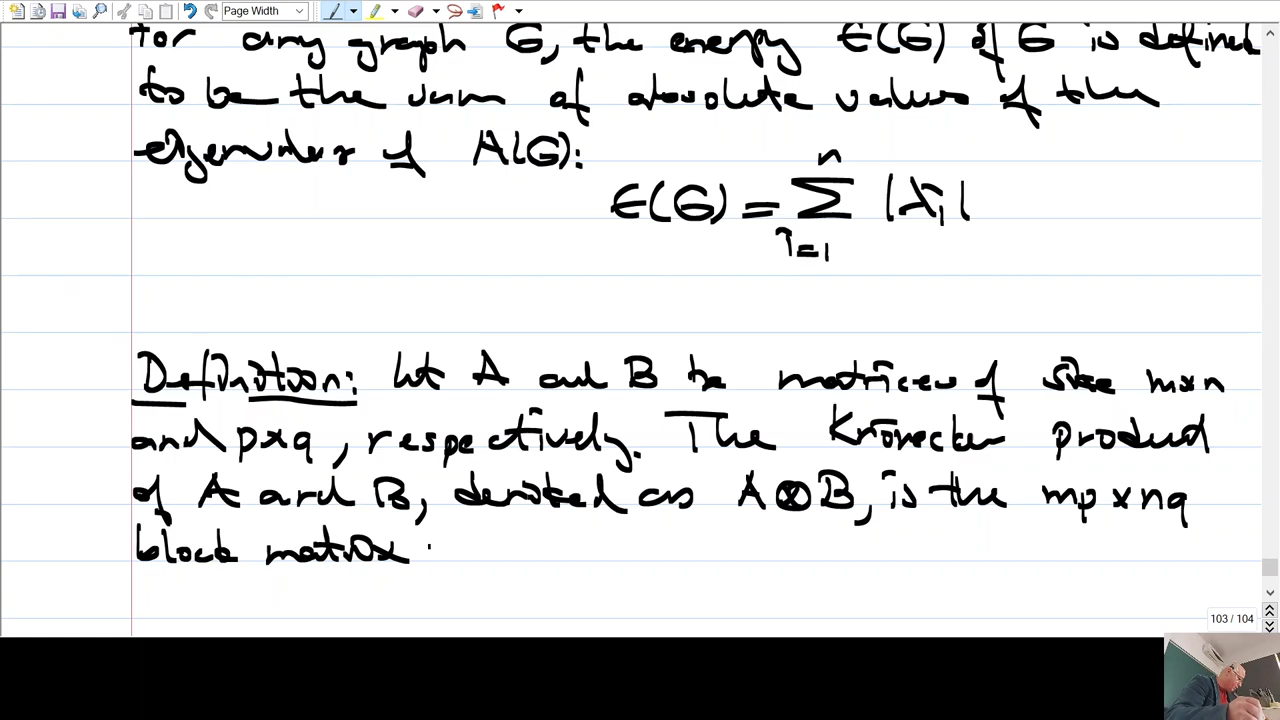 Page Width
For any graph G, the energy E(G) of G is defined
to be the sum of absolute values of the
eigenvalues of A(G):
E(G) = ∑_{i=1}^{n} |λ_i|
Definition: Let A and B be matrices of size m×n
and p×q, respectively. The Kronecker product
of A and B, denoted as A⊗B, is the mp×nq
block matrix
103 / 104